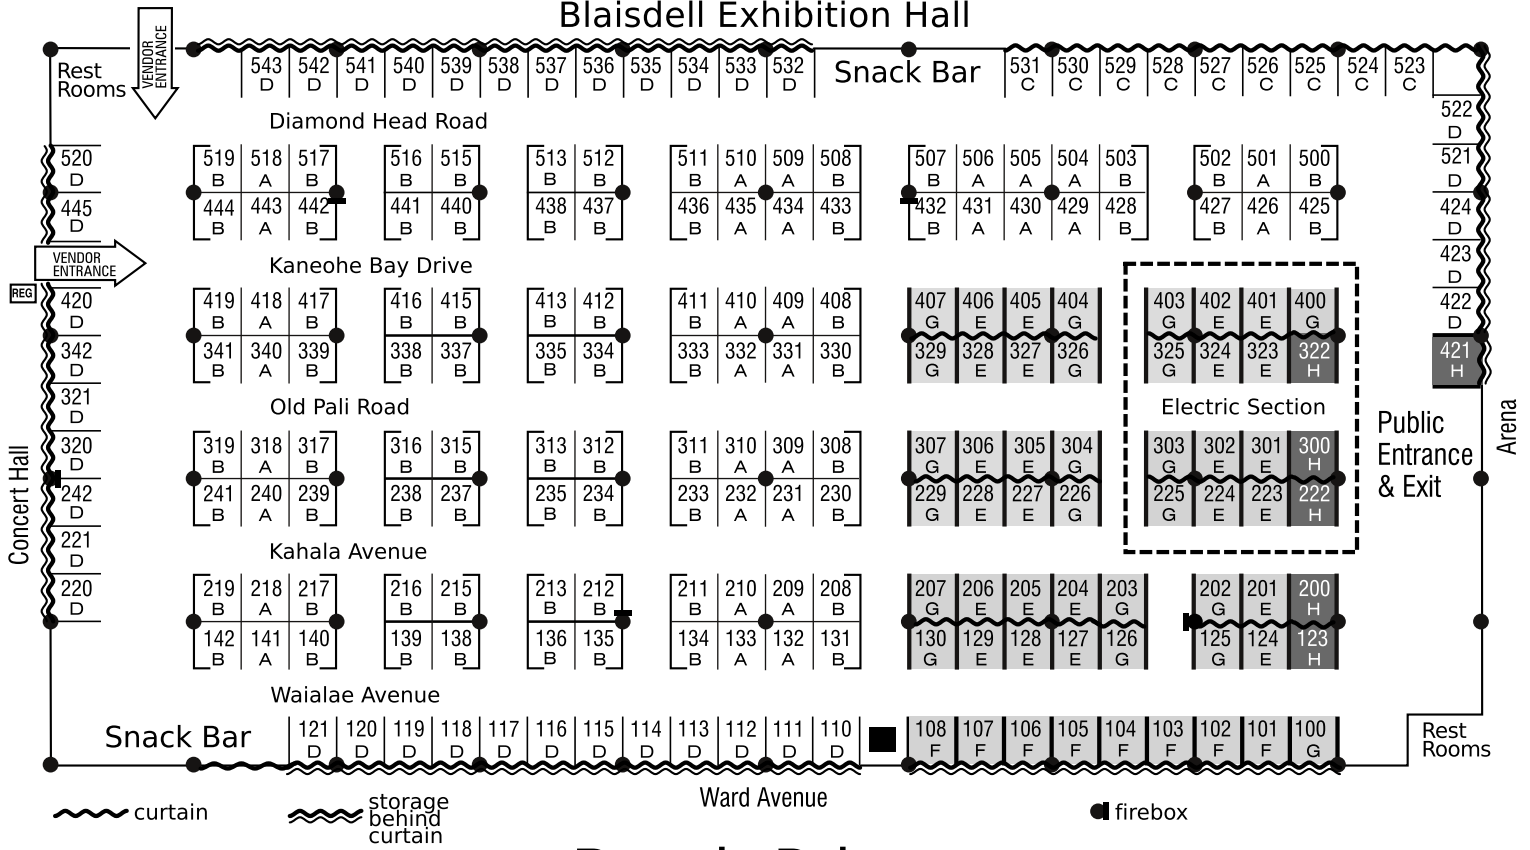 Blaisdell Exhibition Hall
VENDOR
ENTRANCE
Rest
Rooms
543 542 541 540 539 538 537 536 535 534 533 532
D D D D D D D D D D D D
Snack Bar
531 530 529 528 527 526 525 524 523
C C C C C C C C C
522
D
Diamond Head Road
520
D
519 518 517 516 515 513 512 511 510 509 508 507 506 505 504 503 502 501 500
B A B B B B B B A A B B A A A B B A B
521
D
445
D
444 443 442 441 440 438 437 436 435 434 433 432 431 430 429 428 427 426 425
B A B B B B B B A A B B A A A B B A B
424
D
VENDOR
ENTRANCE
Kaneohe Bay Drive
423
D
REG
420
D
419 418 417 416 415 413 412 411 410 409 408 407 406 405 404 403 402 401 400
B A B B B B B B A A B G E E G G E E G
422
D
342
D
341 340 339 338 337 335 334 333 332 331 330 329 328 327 326 325 324 323 322
B A B B B B B B A A B G E E G G E E H
421
H
321
D
Old Pali Road
Electric Section
Public
Entrance
& Exit
Arena
320
D
319 318 317 316 315 313 312 311 310 309 308 307 306 305 304 303 302 301 300
B A B B B B B B A A B G E E G G E E H
Concert Hall
242
D
241 240 239 238 237 235 234 233 232 231 230 229 228 227 226 225 224 223 222
B A B B B B B B A A B G E E G G E E H
221
D
Kahala Avenue
220
D
219 218 217 216 215 213 212 211 210 209 208 207 206 205 204 203 202 201 200
B A B B B B B B A A B G E E E G G E H
142 141 140 139 138 136 135 134 133 132 131 130 129 128 127 126 125 124 123
B A B B B B B B A A B G E E E G G E H
Waialae Avenue
Snack Bar
121 120 119 118 117 116 115 114 113 112 111 110 108 107 106 105 104 103 102 101 100
D D D D D D D D D D D D F F F F F F F F G
Rest
Rooms
Ward Avenue
curtain
storage
behind
curtain
firebox